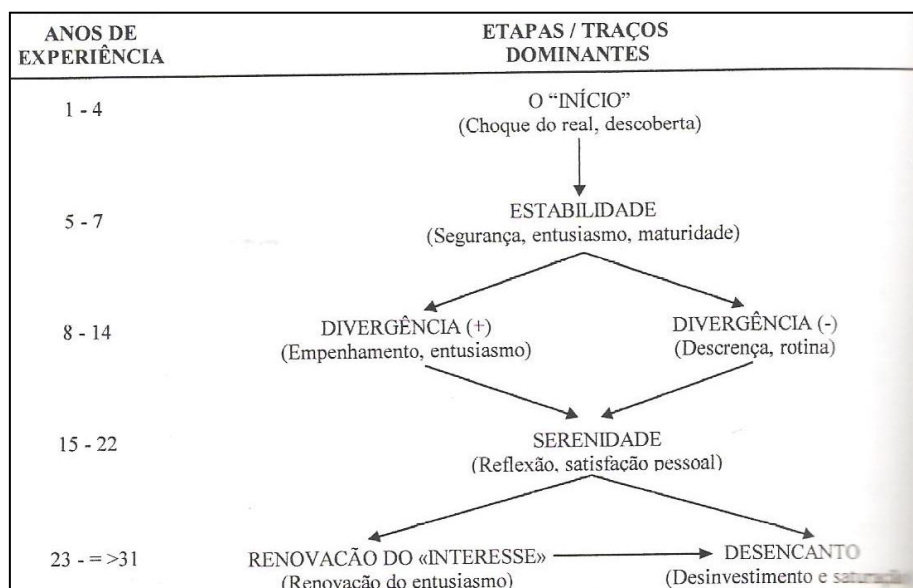 ANOS DE EXPERIÊNCIA
ETAPAS / TRAÇOS DOMINANTES
1 - 4
O “INÍCIO”
(Choque do real, descoberta)
5 - 7
ESTABILIDADE
(Segurança, entusiasmo, maturidade)
8 - 14
DIVERGÊNCIA (+)
(Empenhamento, entusiasmo)
DIVERGÊNCIA (-)
(Descrença, rotina)
15 - 22
SERENIDADE
(Reflexão, satisfação pessoal)
23 - = >31
RENOVAÇÃO DO «INTERESSE»
(Renovação do entusiasmo)
DESENCANTO
(Desinvestimento e saturação